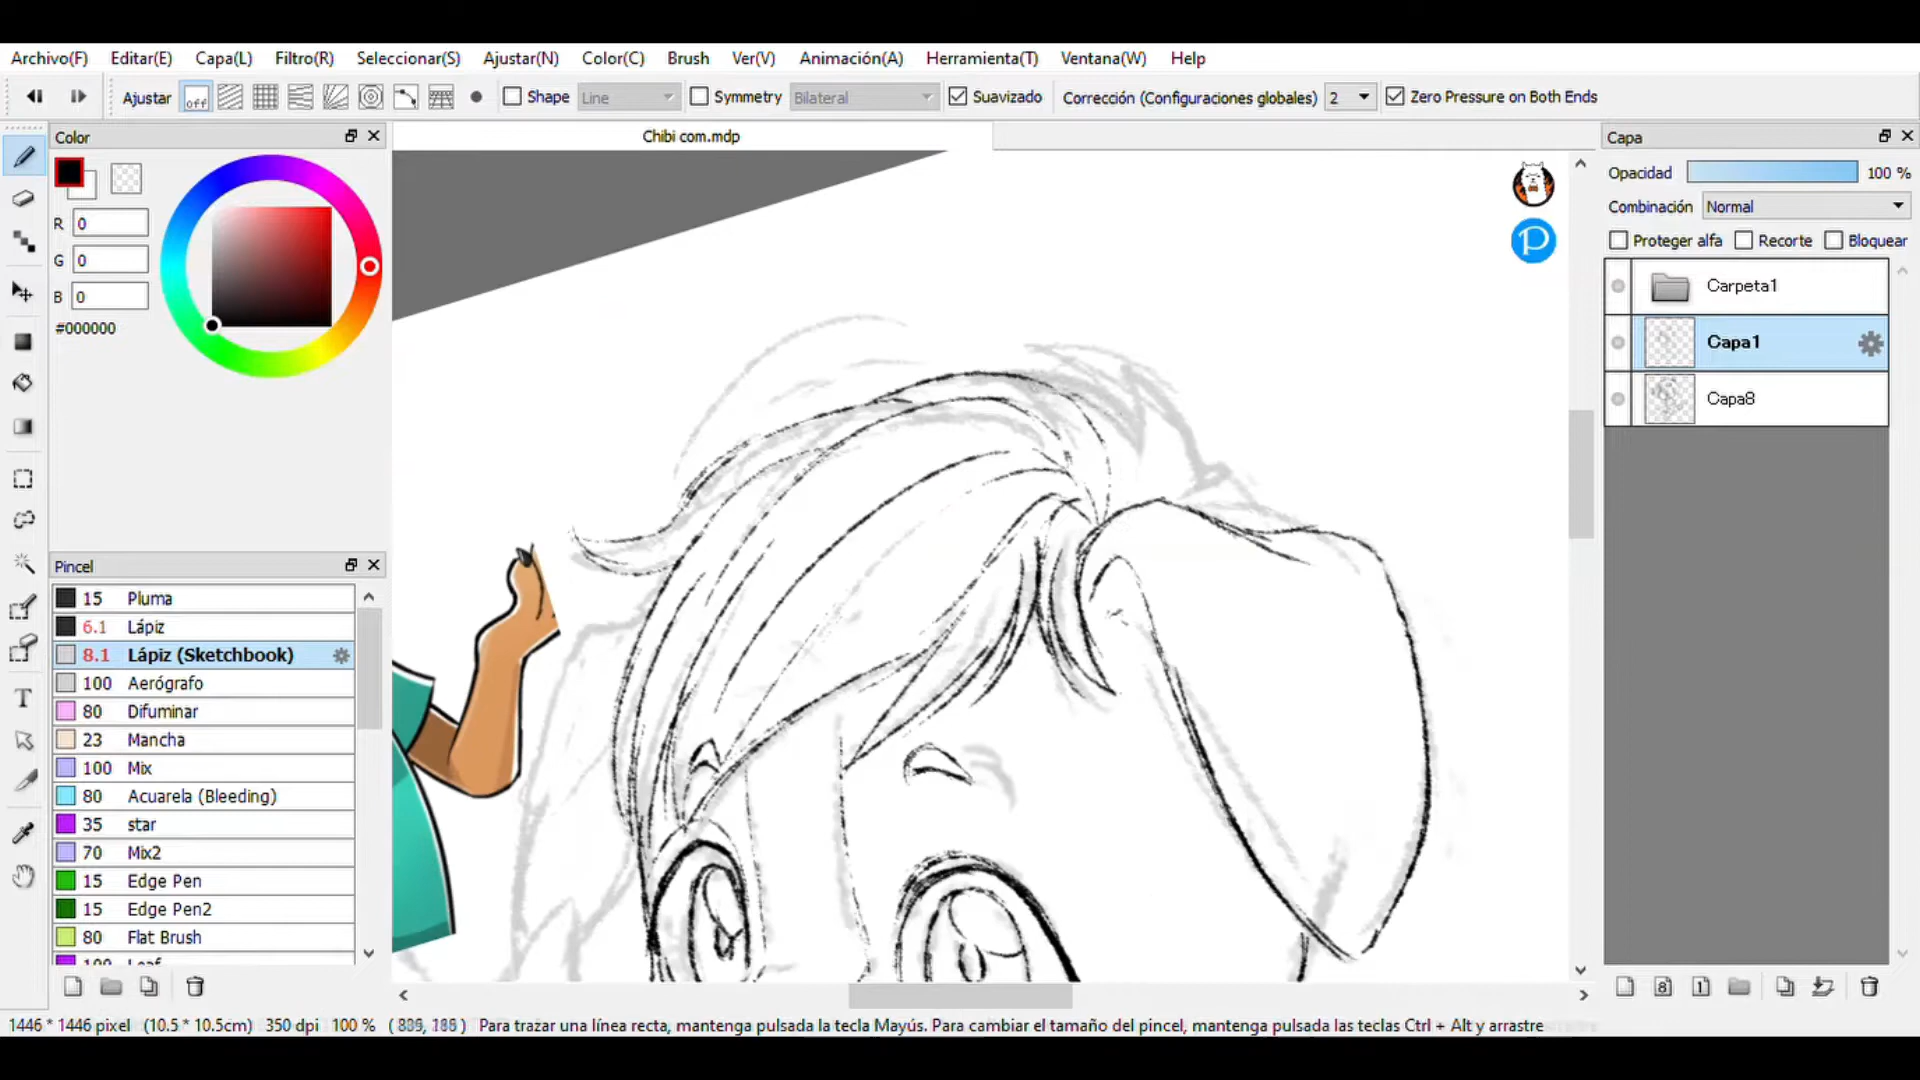 Archivo(F) Editar(E) Capa(L) Filtro(R) Seleccionar(S) Ajustar(N) Color(C) Brush Ver(V) Animación(A) Herramienta(T) Ventana(W) Help
Ajustar off Shape Line Symmetry Bilateral Suavizado Corrección (Configuraciones globales) 2 Zero Pressure on Both Ends
Color
Chibi com.mdp
Capa
R 0
G 0
B 0
#000000
P
Opacidad 100 %
Combinación Normal
Proteger alfa Recorte Bloquear
Carpeta1
Capa1
Capa8
Pincel
15 Pluma
6.1 Lápiz
8.1 Lápiz (Sketchbook)
100 Aerógrafo
80 Difuminar
23 Mancha
100 Mix
80 Acuarela (Bleeding)
35 star
70 Mix2
15 Edge Pen
15 Edge Pen2
80 Flat Brush
100 Leaf
T
8 1
1446 * 1446 pixel (10.5 * 10.5cm) 350 dpi 100 % Para trazar una línea recta, mantenga pulsada la tecla Mayús. Para cambiar el tamaño del pincel, mantenga pulsada las teclas Ctrl + Alt y arrastre